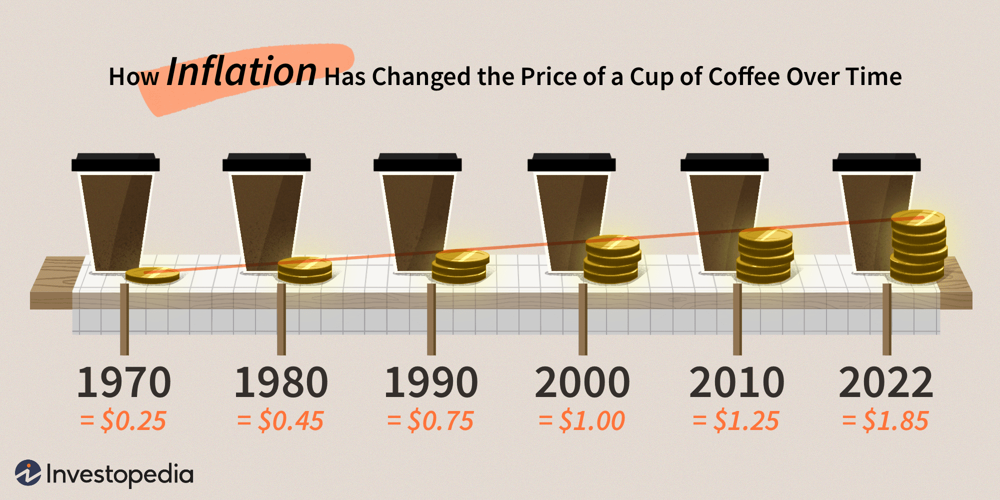 How Inflation Has Changed the Price of a Cup of Coffee Over Time
1970 1980 1990 2000 2010 2022
= $0.25 = $0.45 = $0.75 = $1.00 = $1.25 = $1.85
Investopedia